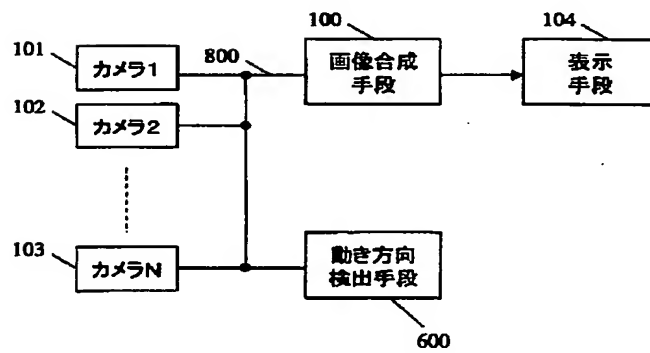 101
カメラ1
102
カメラ2
103
カメラN
800
100
画像合成
手段
104
表示
手段
動き方向
検出手段
600